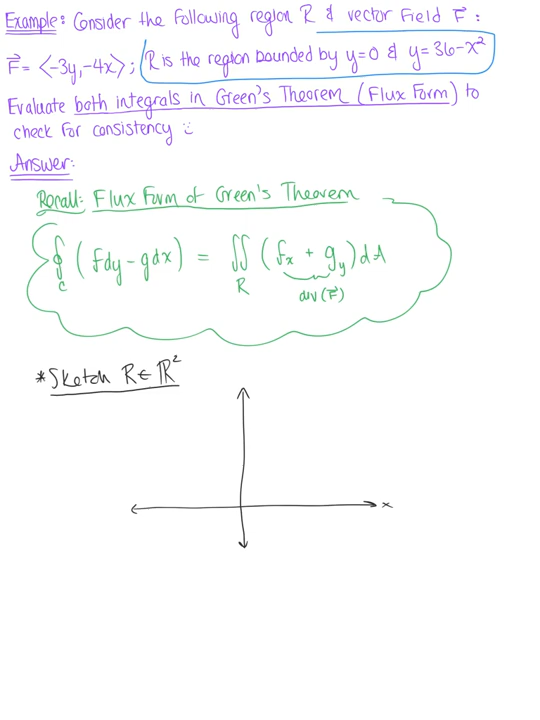 Example: Consider the following region R & vector field F⃗ :
F⃗ = ⟨-3y, -4x⟩ ; R is the region bounded by y=0 & y=36-x²
Evaluate both integrals in Green's Theorem (Flux Form) to
check for consistency :)
Answer:
Recall: Flux Form of Green's Theorem
∮_C (fdy - gdx) = ∬_R (f_x + g_y) dA
div(F⃗)
*Sketch R∈ℝ²
x